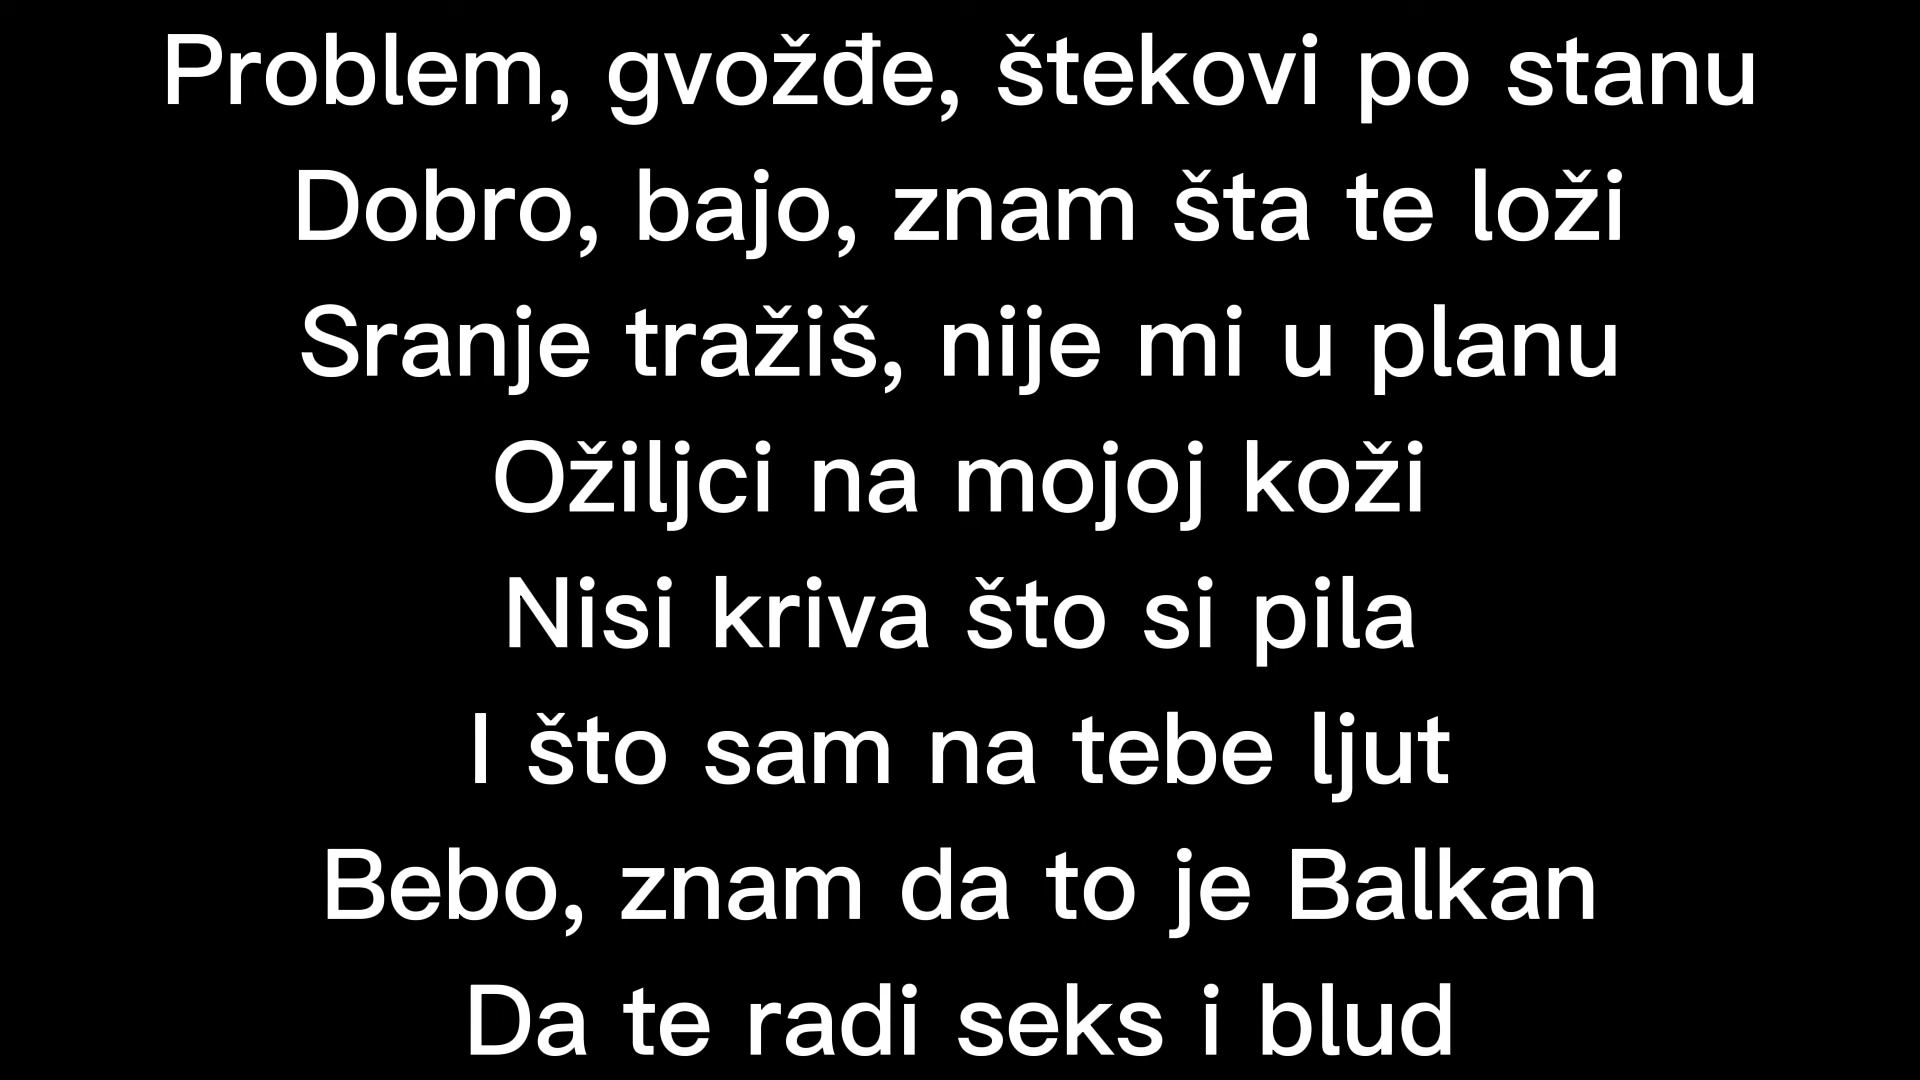 Problem, gvožđe, štekovi po stanu
Dobro, bajo, znam šta te loži
Sranje tražiš, nije mi u planu
Ožiljci na mojoj koži
Nisi kriva što si pila
I što sam na tebe ljut
Bebo, znam da to je Balkan
Da te radi seks i blud